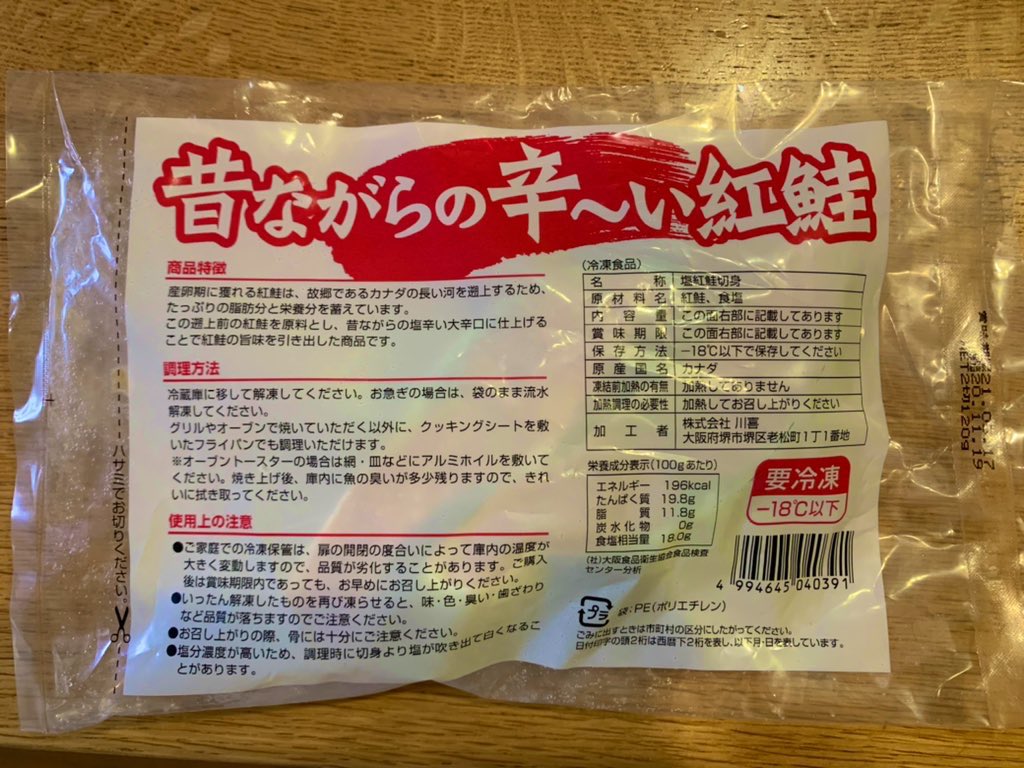 昔ながらの辛〜い紅鮭
商品特徴
産卵期に獲れる紅鮭は、故郷であるカナダの長い河を遡上するため、
たっぷりの脂肪分と栄養分を蓄えています。
この遡上前の紅鮭を原料とし、昔ながらの塩辛い大辛口に仕上げる
ことで紅鮭の旨味を引き出した商品です。
調理方法
冷蔵庫に移して解凍してください。お急ぎの場合は、袋のまま流水
解凍してください。
グリルやオーブンで焼いていただく以外に、クッキングシートを敷
いたフライパンでも調理いただけます。
※オーブントースターの場合は網・皿などにアルミホイルを敷いて
ください。焼き上げ後、庫内に魚の臭いが多少残りますので、きれ
いに拭き取ってください。
使用上の注意
●ご家庭での冷凍保管は、扉の開閉の度合いによって庫内の温度が
大きく変動しますので、品質が劣化することがあります。ご購入
後は賞味期限内であっても、お早めにお召し上がりください。
●いったん解凍したものを再び凍らせると、味・色・臭い・歯ざわり
など品質が落ちますのでご注意ください。
●お召し上がりの際、骨には十分にご注意ください。
●塩分濃度が高いため、調理時に切身より塩が吹き出て白くなるこ
とがあります。
ハサミでお切りください。
(冷凍食品)
名称 塩紅鮭切身
原材料名 紅鮭、食塩
内容量 この面右部に記載してあります
賞味期限 この面右部に記載してあります
保存方法 −18℃以下で保存してください
原産国名 カナダ
凍結前加熱の有無 加熱してありません
加熱調理の必要性 加熱してお召し上がりください
加工者 株式会社 川喜
大阪府堺市堺区老松町1丁1番地
栄養成分表示(100gあたり)
エネルギー 196kcal
たんぱく質 19.8g
脂質 11.8g
炭水化物 0g
食塩相当量 18.0g
(社)大阪食品衛生協会食品検査
センター分析
要冷凍
−18℃以下
4 994645 040391
プラ
袋:PE(ポリエチレン)
ごみに出すときは市町村の区分にしたがってください。
日付印字の頭2桁は西暦下2桁を表し、以下月・日を表しています。
20.11.19
NET2切120g